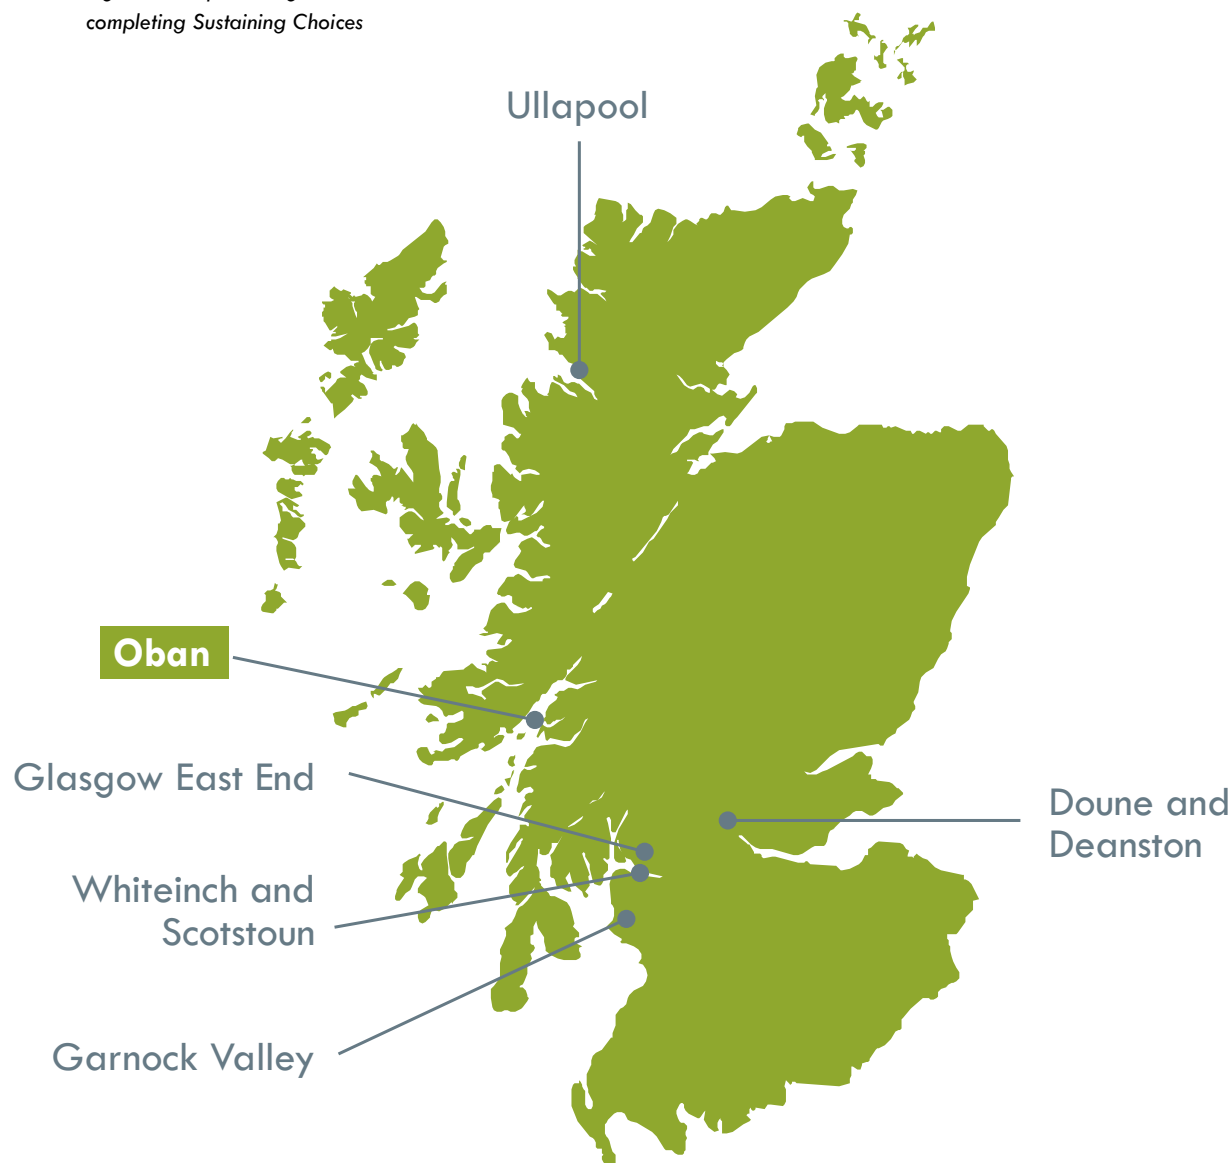 completing Sustaining Choices
Ullapool
Oban
Glasgow East End
Doune and
Deanston
Whiteinch and
Scotstoun
Garnock Valley